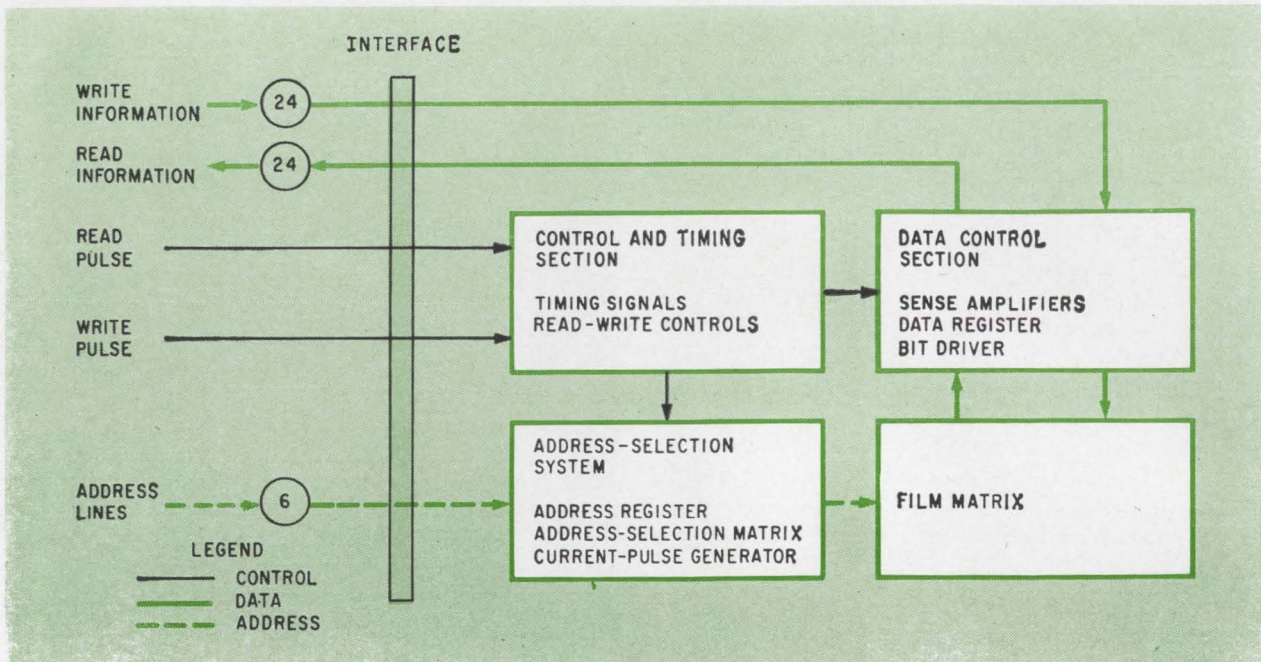 INTERFACE
WRITE
INFORMATION
24
READ
INFORMATION
24
READ
PULSE
WRITE
PULSE
CONTROL AND TIMING
SECTION
TIMING SIGNALS
READ-WRITE CONTROLS
DATA CONTROL
SECTION
SENSE AMPLIFIERS
DATA REGISTER
BIT DRIVER
ADDRESS
LINES
6
ADDRESS-SELECTION
SYSTEM
ADDRESS REGISTER
ADDRESS-SELECTION MATRIX
CURRENT-PULSE GENERATOR
FILM MATRIX
LEGEND
CONTROL
DATA
ADDRESS